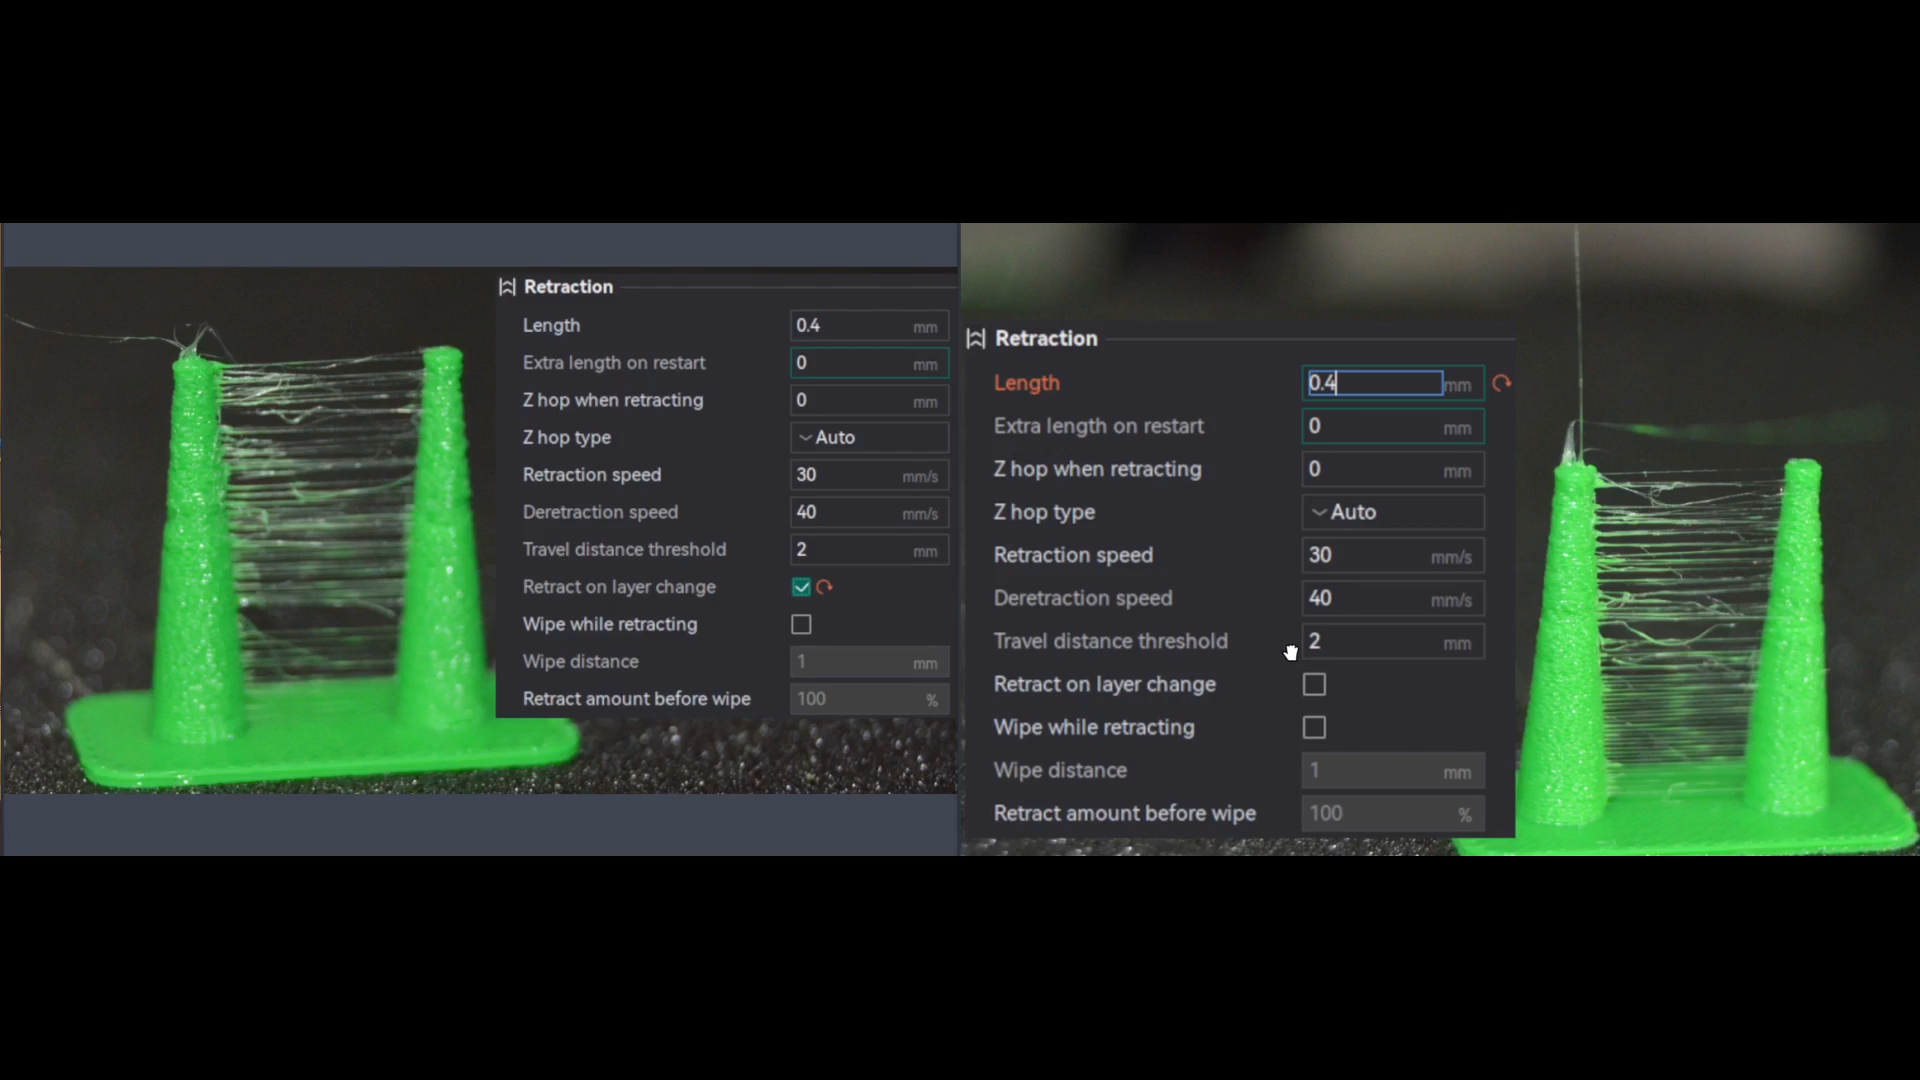 Retraction
Length 0.4 mm
Extra length on restart 0 mm
Z hop when retracting 0 mm
Z hop type Auto
Retraction speed 30 mm/s
Deretraction speed 40 mm/s
Travel distance threshold 2 mm
Retract on layer change
Wipe while retracting
Wipe distance 1 mm
Retract amount before wipe 100 %
Retraction
Length 0.4 mm
Extra length on restart 0 mm
Z hop when retracting 0 mm
Z hop type Auto
Retraction speed 30 mm/s
Deretraction speed 40 mm/s
Travel distance threshold 2 mm
Retract on layer change
Wipe while retracting
Wipe distance 1 mm
Retract amount before wipe 100 %